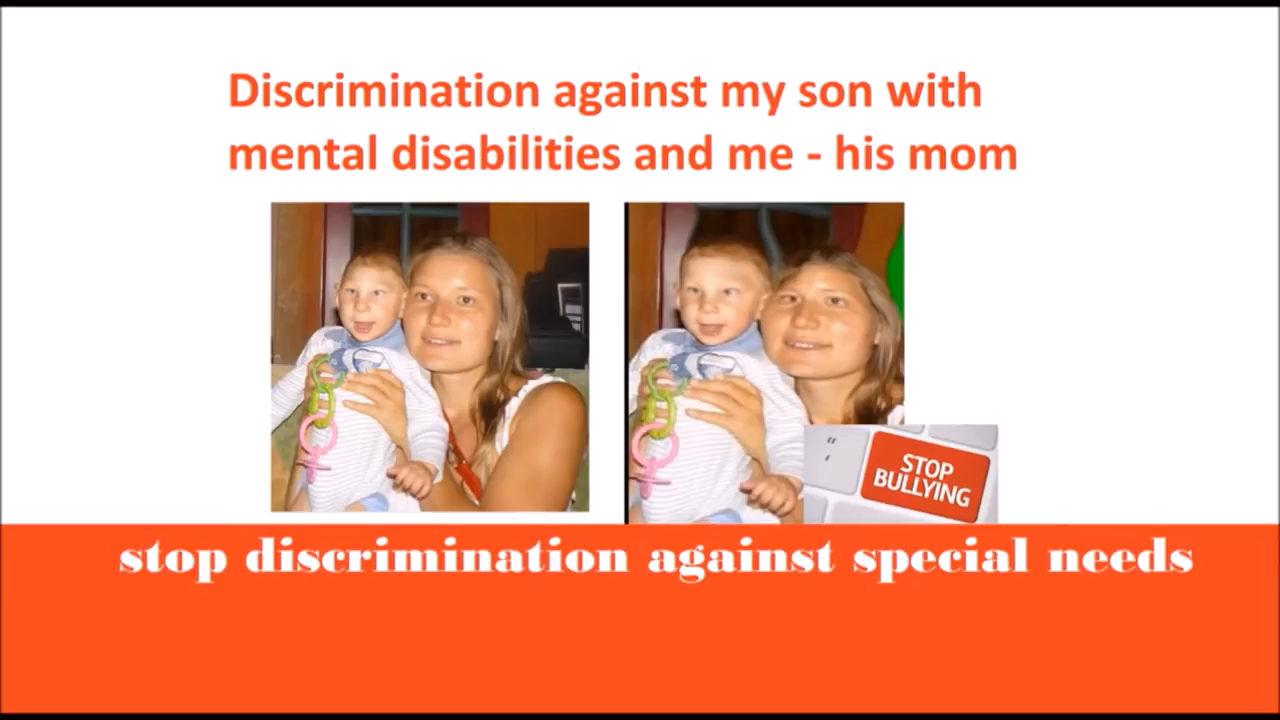 Discrimination against my son with
mental disabilities and me - his mom
STOP
BULLYING
stop discrimination against special needs